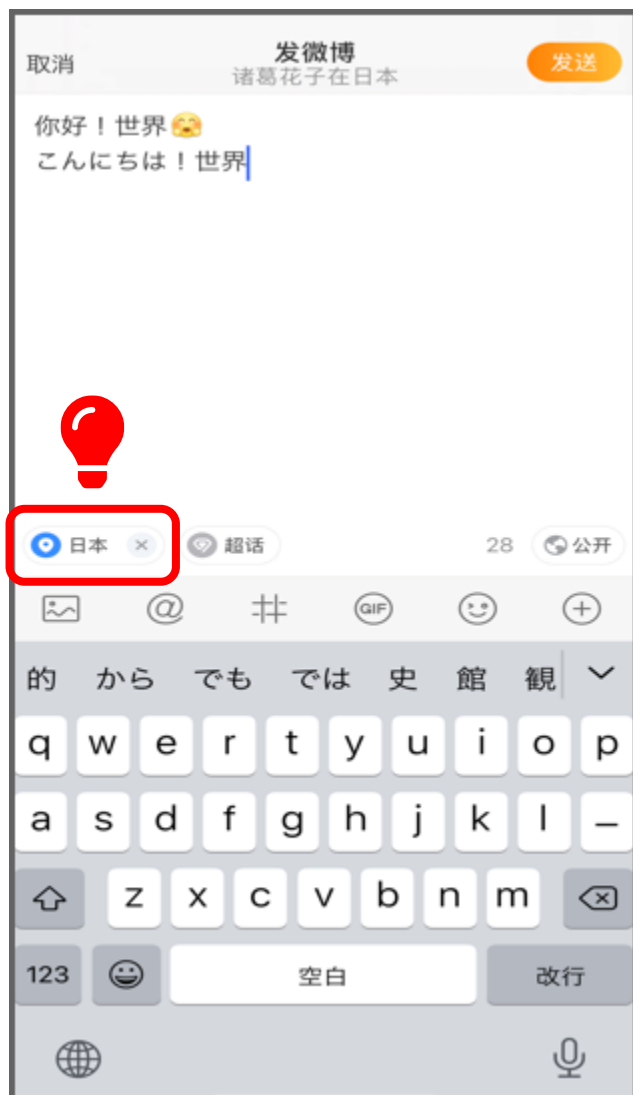 取消
发微博
诸葛花子在日本
发送
你好！世界
こんにちは！世界
日本 ×
超话
28
公开
GIF
的 から でも では 史 館 観
q w e r t y u i o p
a s d f g h j k l –
z x c v b n m
123
空白
改行